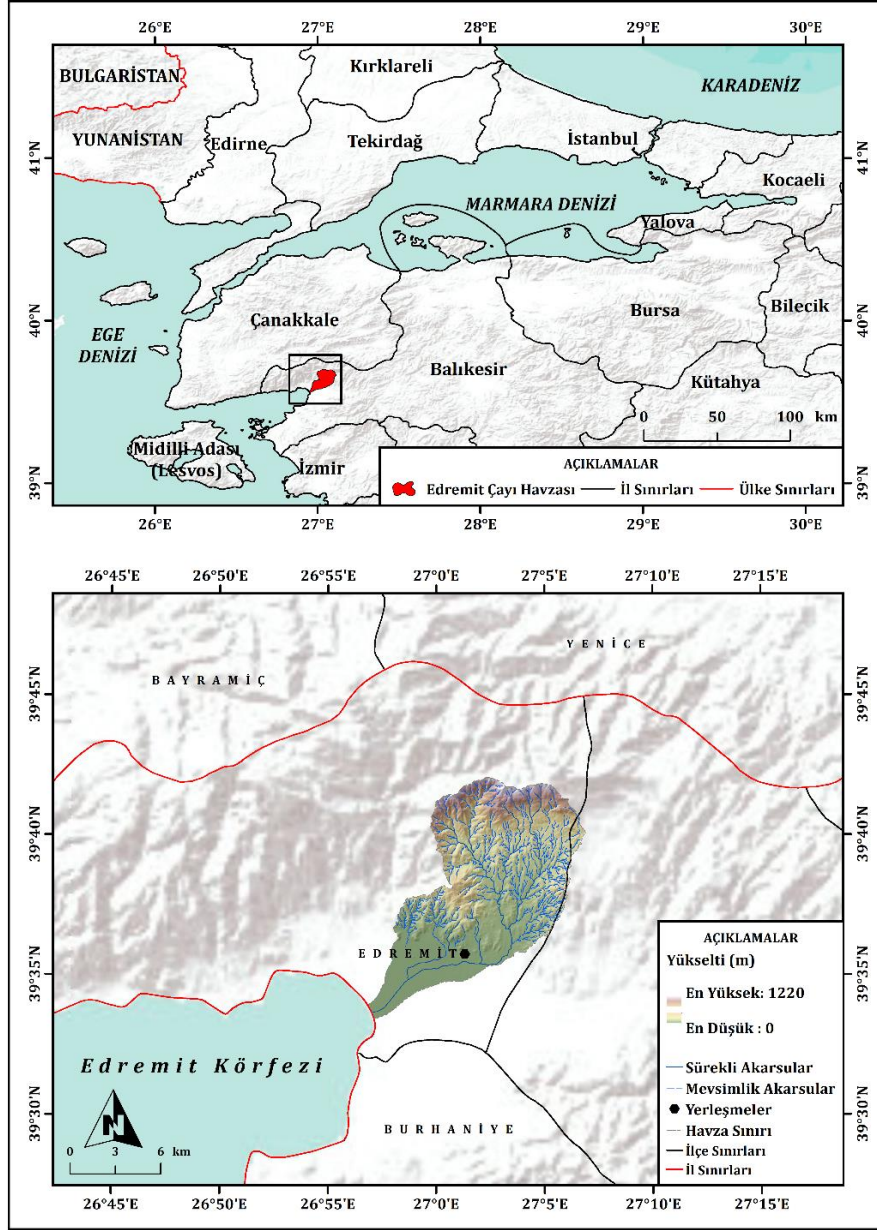 26°E 27°E 28°E 29°E 30°E
BULGARİSTAN
Kırklareli
KARADENİZ
YUNANİSTAN
Edirne
Tekirdağ
İstanbul
41°N
41°N
Kocaeli
MARMARA DENİZİ
Yalova
40°N
40°N
EGE
DENİZİ
Çanakkale
Bursa
Bilecik
Balıkesir
Kütahya
0 50 100 km
Midilli Adası
(Lesvos)
İzmir
39°N
39°N
AÇIKLAMALAR
Edremit Çayı Havzası
İl Sınırları
Ülke Sınırları
26°E 27°E 28°E 29°E 30°E
26°45'E 26°50'E 26°55'E 27°0'E 27°5'E 27°10'E 27°15'E
YENİCE
BAYRAMİÇ
39°45'N
39°45'N
39°40'N
39°40'N
EDREMİT
39°35'N
39°35'N
Edremit Körfezi
39°30'N
39°30'N
N
0 3 6 km
BURHANİYE
AÇIKLAMALAR
Yükselti (m)
En Yüksek: 1220
En Düşük : 0
Sürekli Akarsular
Mevsimlik Akarsular
Yerleşmeler
Havza Sınırı
İlçe Sınırları
İl Sınırları
26°45'E 26°50'E 26°55'E 27°0'E 27°5'E 27°10'E 27°15'E